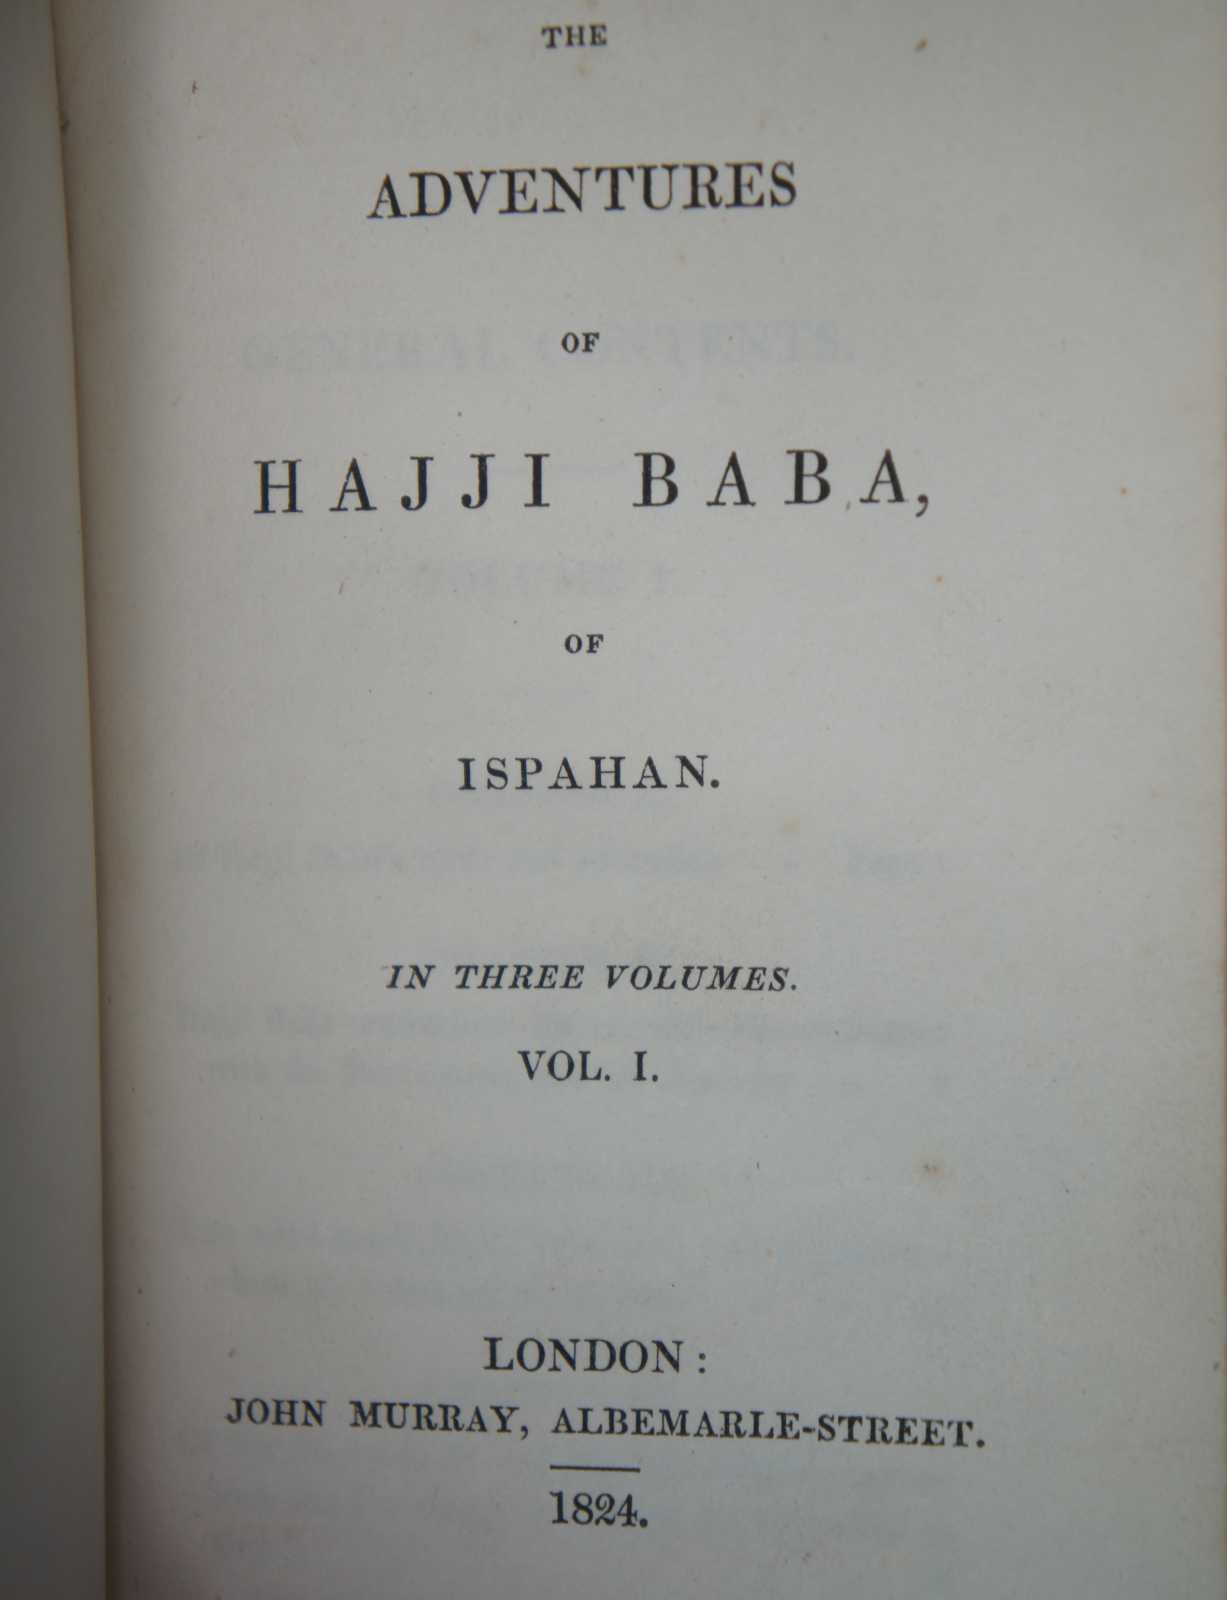 THE
ADVENTURES
OF
HAJJI BABA,
OF
ISPAHAN.
IN THREE VOLUMES.
VOL. I.
LONDON:
JOHN MURRAY, ALBEMARLE-STREET.
1824.